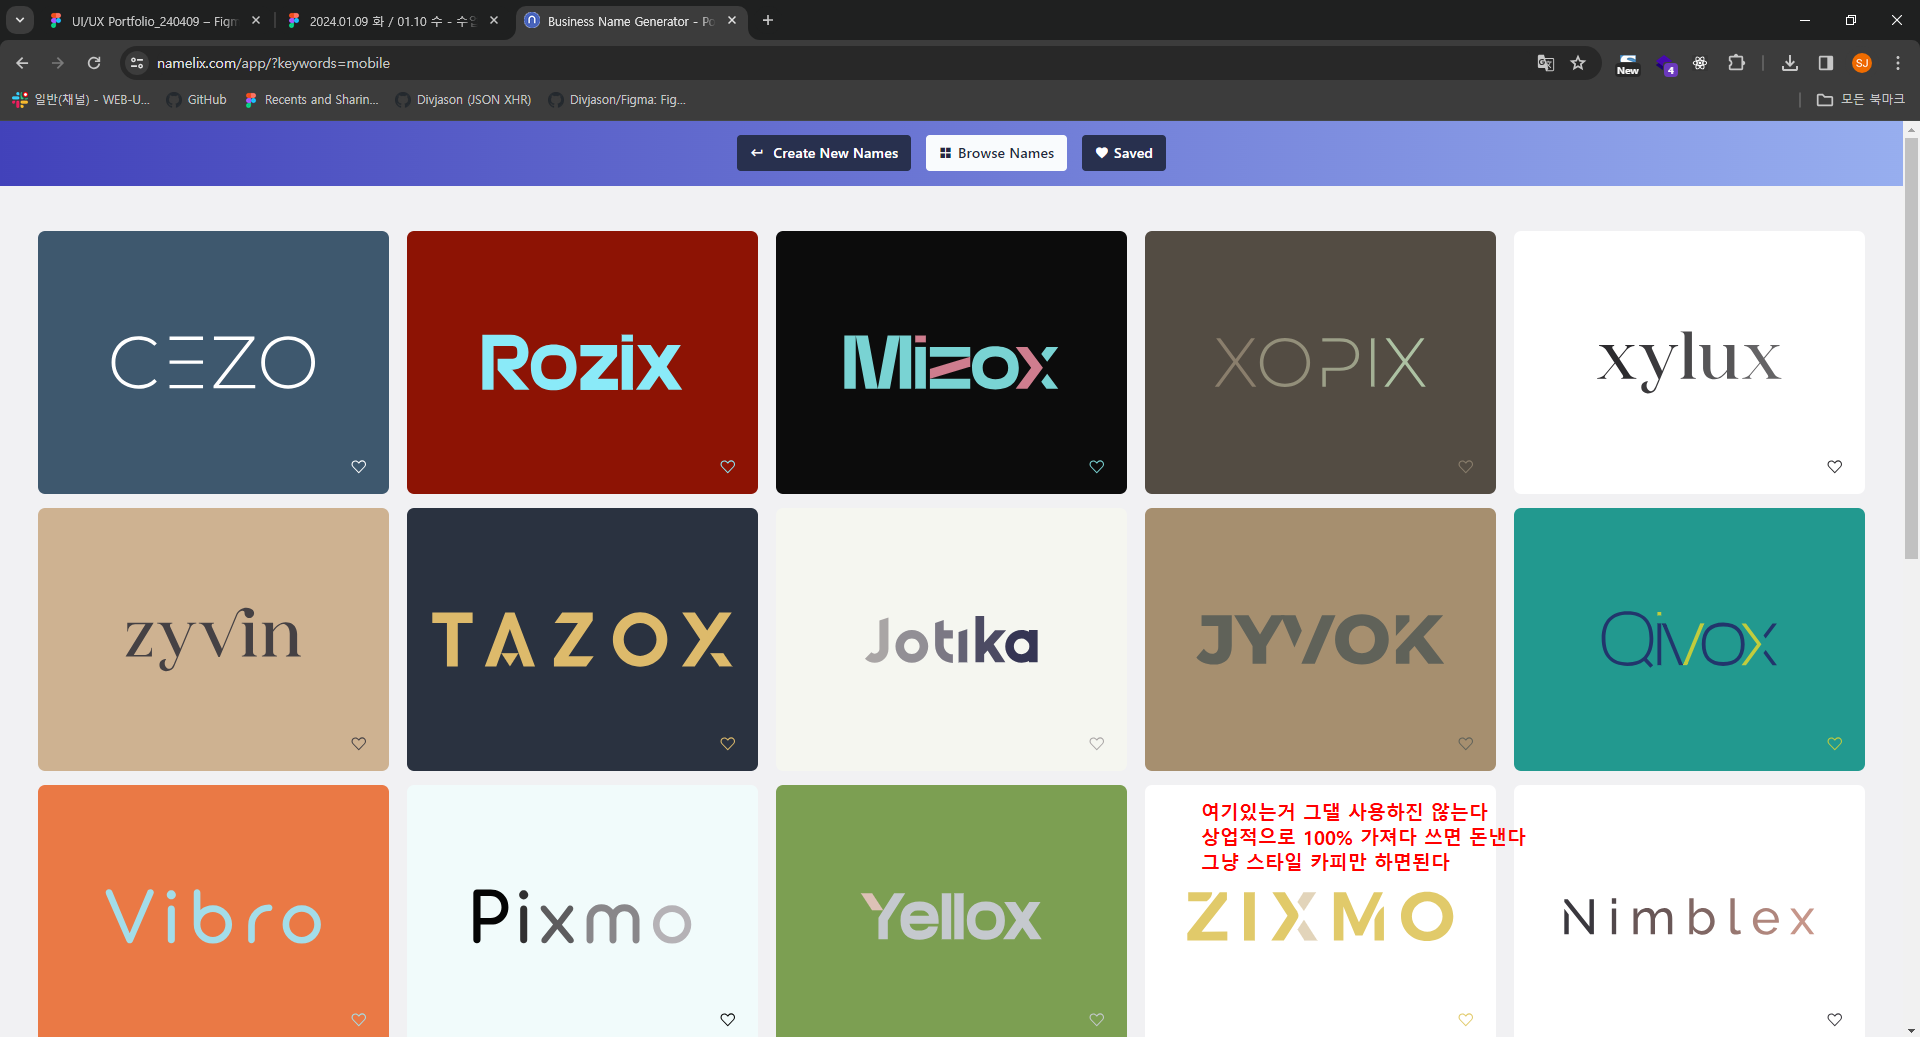 UI/UX Portfolio_240409 – Figm
2024.01.09 화 / 01.10 수 - 수업
Business Name Generator - Po
namelix.com/app/?keywords=mobile
New
4
SJ
일반(채널) - WEB-U...
GitHub
Recents and Sharin...
Divjason (JSON XHR)
Divjason/Figma: Fig...
모든 북마크
Create New Names
Browse Names
Saved
CEZO
Rozix
Mizox
XOPIX
xylux
zyvin
TAZOX
Jotika
JYVOK
QiVOX
여기있는거 그댈 사용하진 않는다
상업적으로 100% 가져다 쓰면 돈낸다
그냥 스타일 카피만 하면된다
Vibro
Pixmo
Yellox
ZIXMO
Nimblex